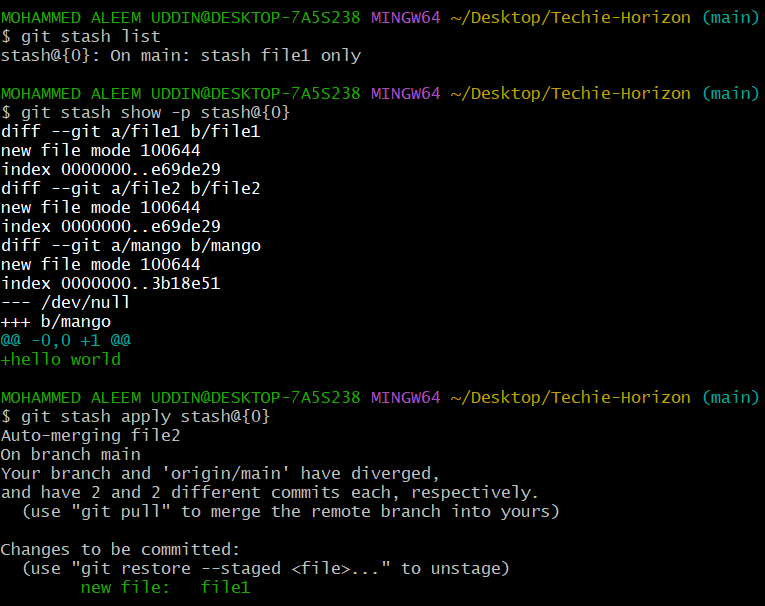 MOHAMMED ALEEM UDDIN@DESKTOP-7A5S238 MINGW64 ~/Desktop/Techie-Horizon (main)
$ git stash list
stash@{0}: On main: stash file1 only

MOHAMMED ALEEM UDDIN@DESKTOP-7A5S238 MINGW64 ~/Desktop/Techie-Horizon (main)
$ git stash show -p stash@{0}
diff --git a/file1 b/file1
new file mode 100644
index 0000000..e69de29
diff --git a/file2 b/file2
new file mode 100644
index 0000000..e69de29
diff --git a/mango b/mango
new file mode 100644
index 0000000..3b18e51
--- /dev/null
+++ b/mango
@@ -0,0 +1 @@
+hello world

MOHAMMED ALEEM UDDIN@DESKTOP-7A5S238 MINGW64 ~/Desktop/Techie-Horizon (main)
$ git stash apply stash@{0}
Auto-merging file2
On branch main
Your branch and 'origin/main' have diverged,
and have 2 and 2 different commits each, respectively.
  (use "git pull" to merge the remote branch into yours)

Changes to be committed:
  (use "git restore --staged <file>..." to unstage)
        new file:   file1